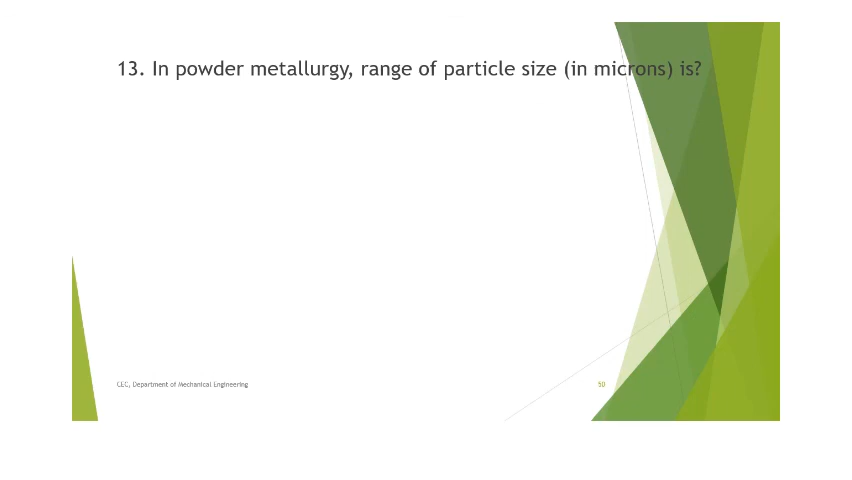 13. In powder metallurgy, range of particle size (in microns) is?
CEC, Department of Mechanical Engineering
50